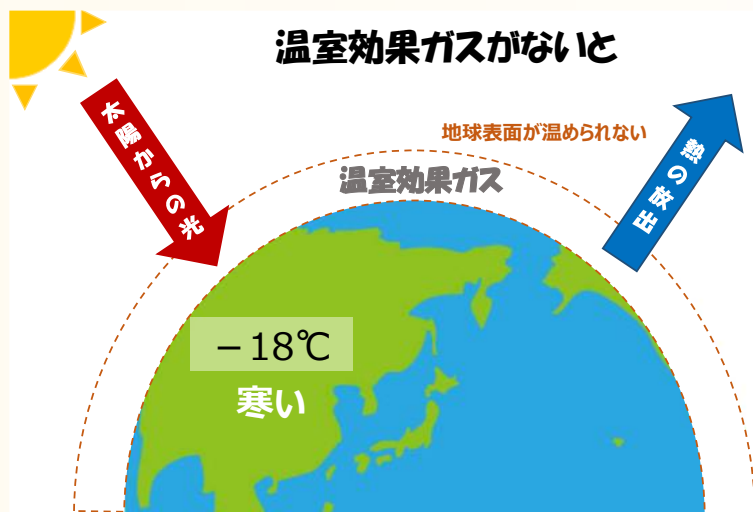 温室効果ガスがないと
太陽からの光
地球表面が温められない
熱の放出
温室効果ガス
－18℃
寒い